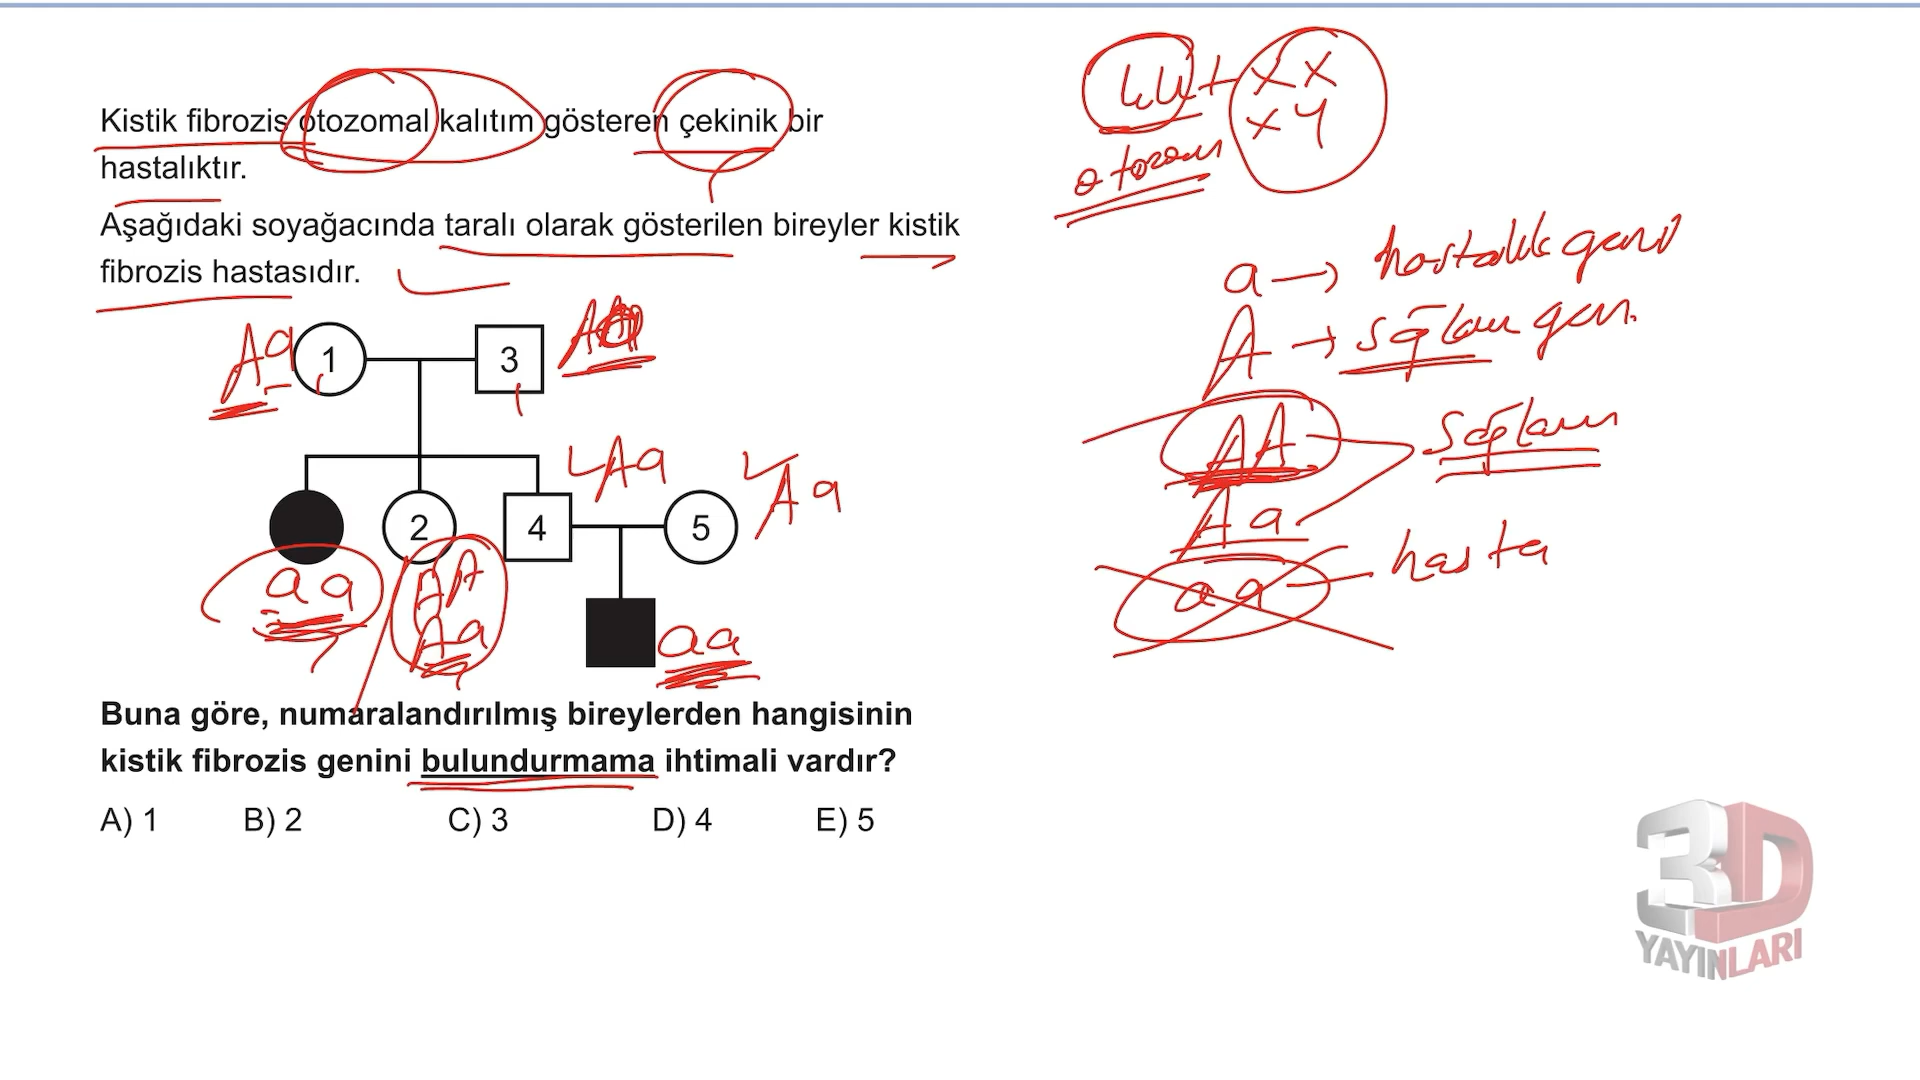 Kistik fibrozis otozomal kalıtım gösteren çekinik bir
hastalıktır.
Aşağıdaki soyağacında taralı olarak gösterilen bireyler kistik
fibrozis hastasıdır.
Aa 1 3
2 4 Aa 5 Aa
aa AA
Aa aa
Buna göre, numaralandırılmış bireylerden hangisinin
kistik fibrozis genini bulundurmama ihtimali vardır?
A) 1 B) 2 C) 3 D) 4 E) 5
44 + XX
XY
otozom
a → hastalık geni
A → sağlam gen.
AA sağlam
Aa
aa hasta
3D
YAYINLARI